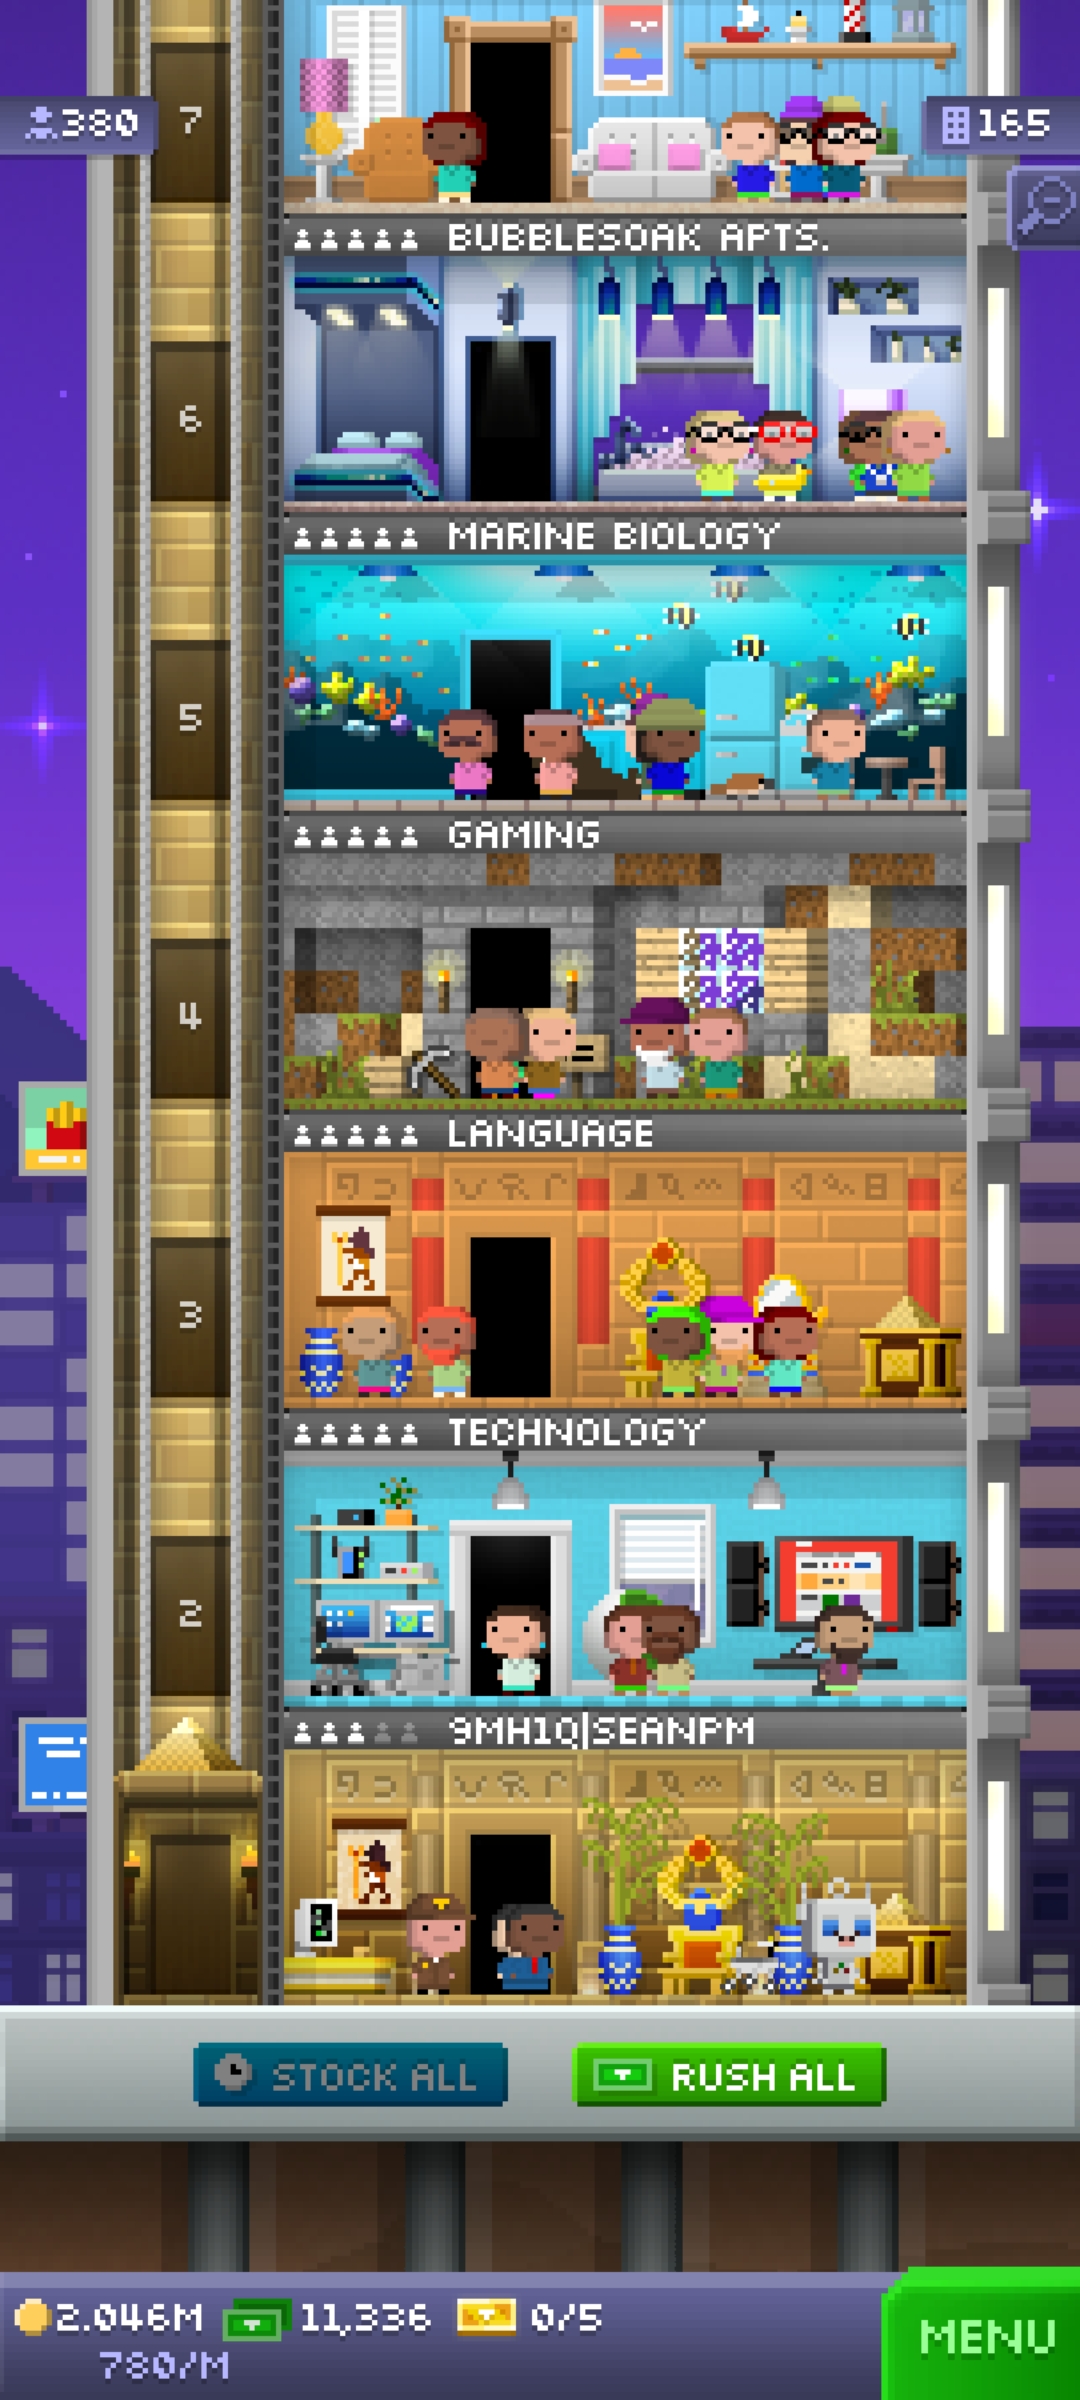 7
380
165
BUBBLESOAK APTS.
6
MARINE BIOLOGY
5
GAMING
4
LANGUAGE
3
TECHNOLOGY
2
9MH1Q|SEANPM
STOCK ALL
RUSH ALL
2.046M
11,336
0/5
780/M
MENU